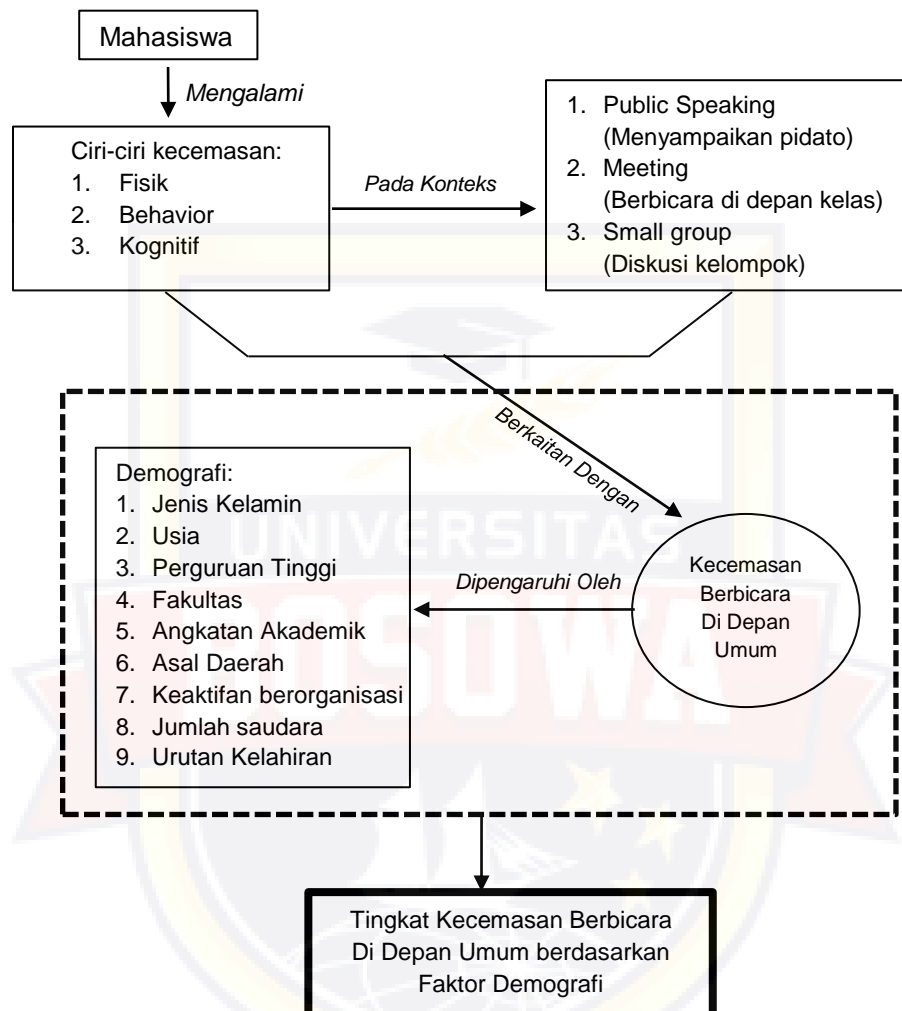 Mahasiswa
Mengalami
Ciri-ciri kecemasan:
1. Fisik
2. Behavior
3. Kognitif
Pada Konteks
1. Public Speaking
(Menyampaikan pidato)
2. Meeting
(Berbicara di depan kelas)
3. Small group
(Diskusi kelompok)
Berkaitan Dengan
Demografi:
1. Jenis Kelamin
2. Usia
3. Perguruan Tinggi
4. Fakultas
5. Angkatan Akademik
6. Asal Daerah
7. Keaktifan berorganisasi
8. Jumlah saudara
9. Urutan Kelahiran
Dipengaruhi Oleh
Kecemasan
Berbicara
Di Depan
Umum
UNIVERSITAS
BOSOWA
Tingkat Kecemasan Berbicara
Di Depan Umum berdasarkan
Faktor Demografi